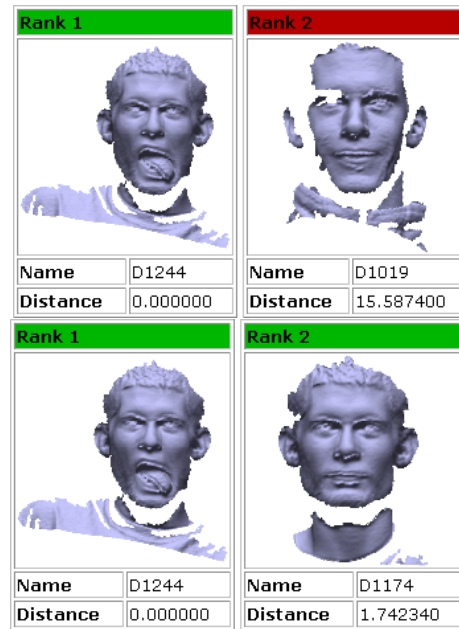 Rank 1 Rank 2
Name D1244 Name D1019
Distance 0.000000 Distance 15.587400
Rank 1 Rank 2
Name D1244 Name D1174
Distance 0.000000 Distance 1.742340